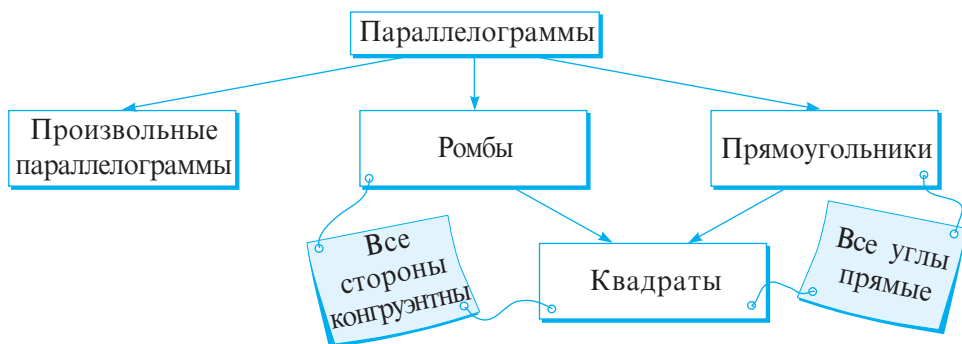 Параллелограммы
Произвольные
параллелограммы
Ромбы
Прямоугольники
Все
стороны
конгруэнтны
Квадраты
Все углы
прямые